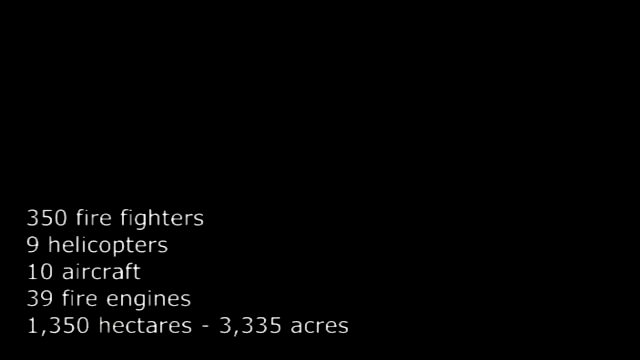 350 fire fighters
9 helicopters
10 aircraft
39 fire engines
1,350 hectares - 3,335 acres